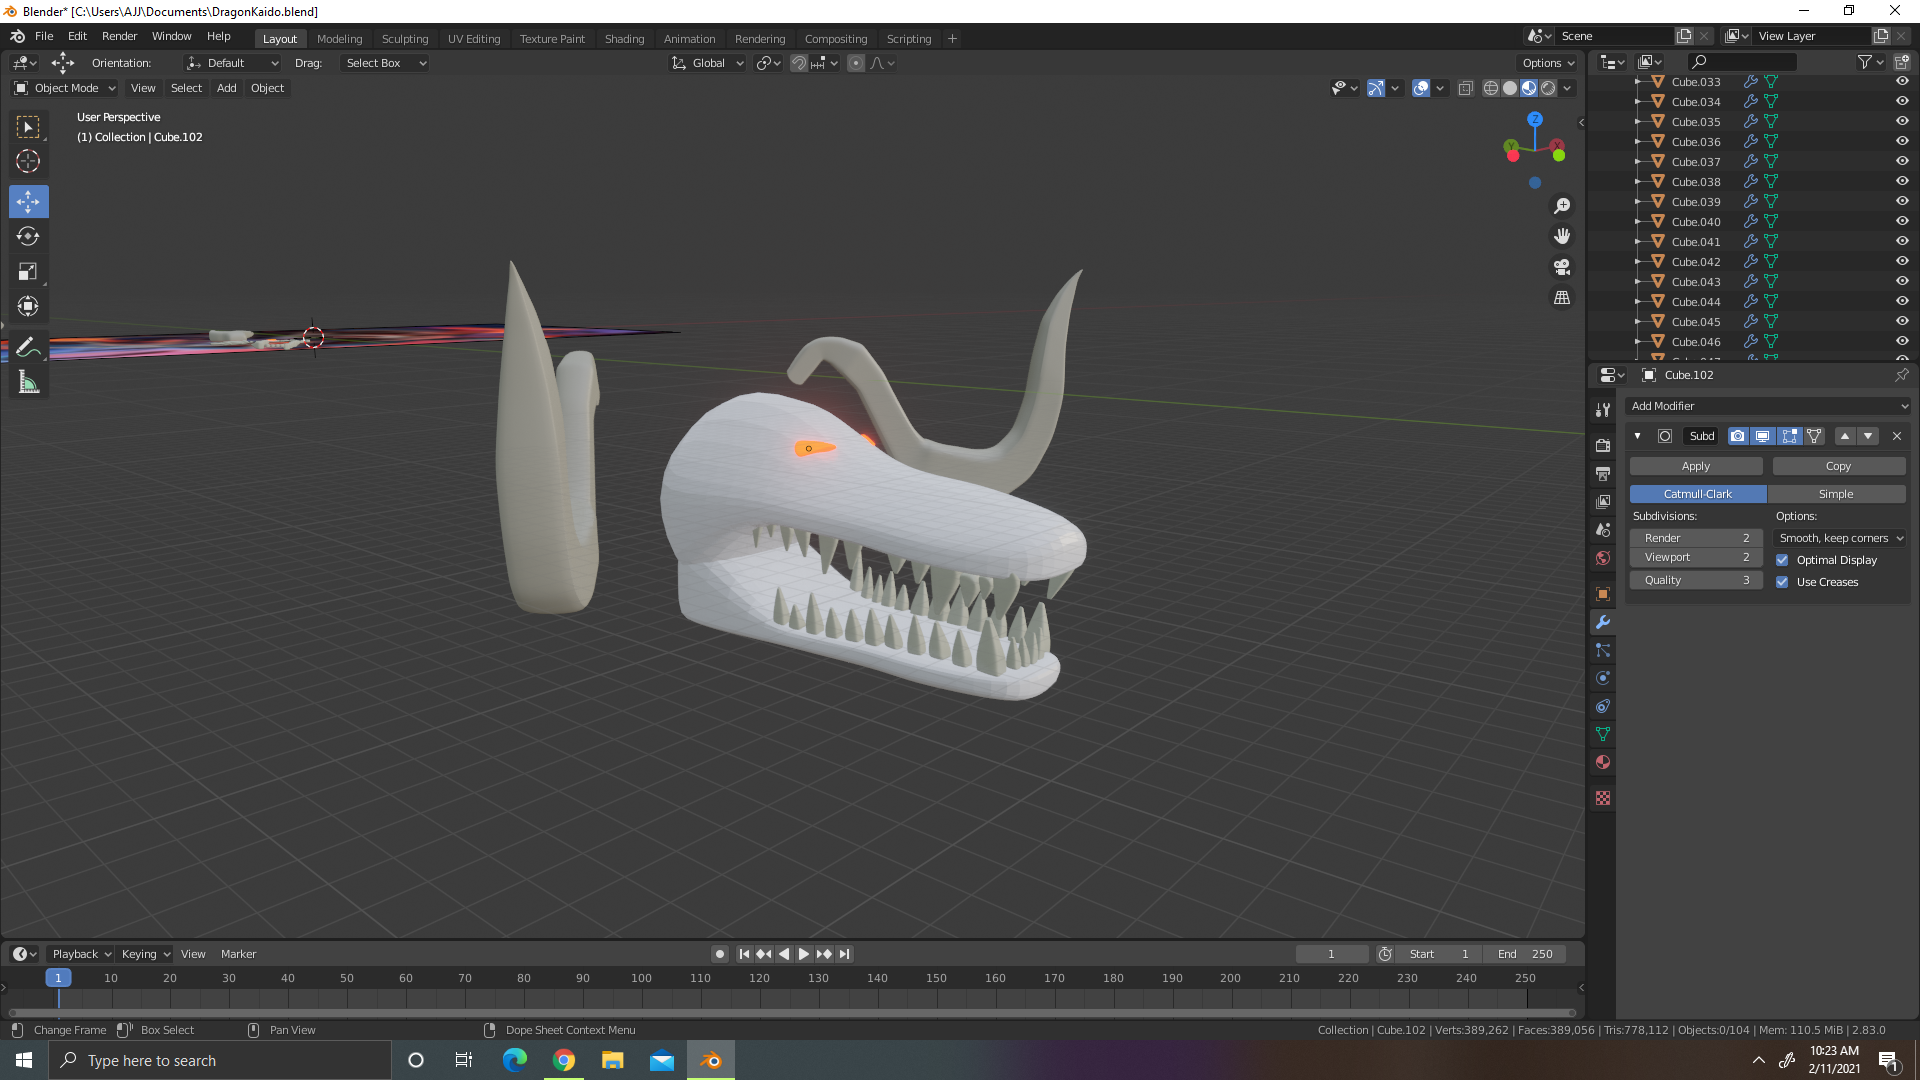 Blender* [C:\Users\AJJ\Documents\DragonKaido.blend]
File Edit Render Window Help Layout Modeling Sculpting UV Editing Texture Paint Shading Animation Rendering Compositing Scripting + Scene View Layer
Orientation: Default Drag: Select Box Global Options
Object Mode View Select Add Object
User Perspective
(1) Collection | Cube.102
Z
Y
X
Cube.033
Cube.034
Cube.035
Cube.036
Cube.037
Cube.038
Cube.039
Cube.040
Cube.041
Cube.042
Cube.043
Cube.044
Cube.045
Cube.046
Cube.102
Add Modifier
Subd
Apply Copy
Catmull-Clark Simple
Subdivisions: Options:
Render 2 Smooth, keep corners
Viewport 2 Optimal Display
Quality 3 Use Creases
Playback Keying View Marker 1 Start 1 End 250
1 10 20 30 40 50 60 70 80 90 100 110 120 130 140 150 160 170 180 190 200 210 220 230 240 250
Change Frame Box Select Pan View Dope Sheet Context Menu Collection | Cube.102 | Verts:389,262 | Faces:389,056 | Tris:778,112 | Objects:0/104 | Mem: 110.5 MiB | 2.83.0
Type here to search
10:23 AM
2/11/2021
1